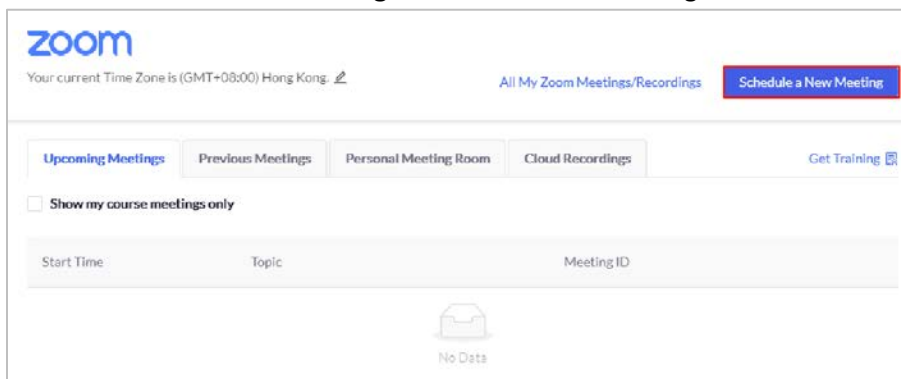 zoom
Your current Time Zone is (GMT+08:00) Hong Kong.
All My Zoom Meetings/Recordings
Schedule a New Meeting
Upcoming Meetings
Previous Meetings
Personal Meeting Room
Cloud Recordings
Get Training
Show my course meetings only
Start Time
Topic
Meeting ID
No Data